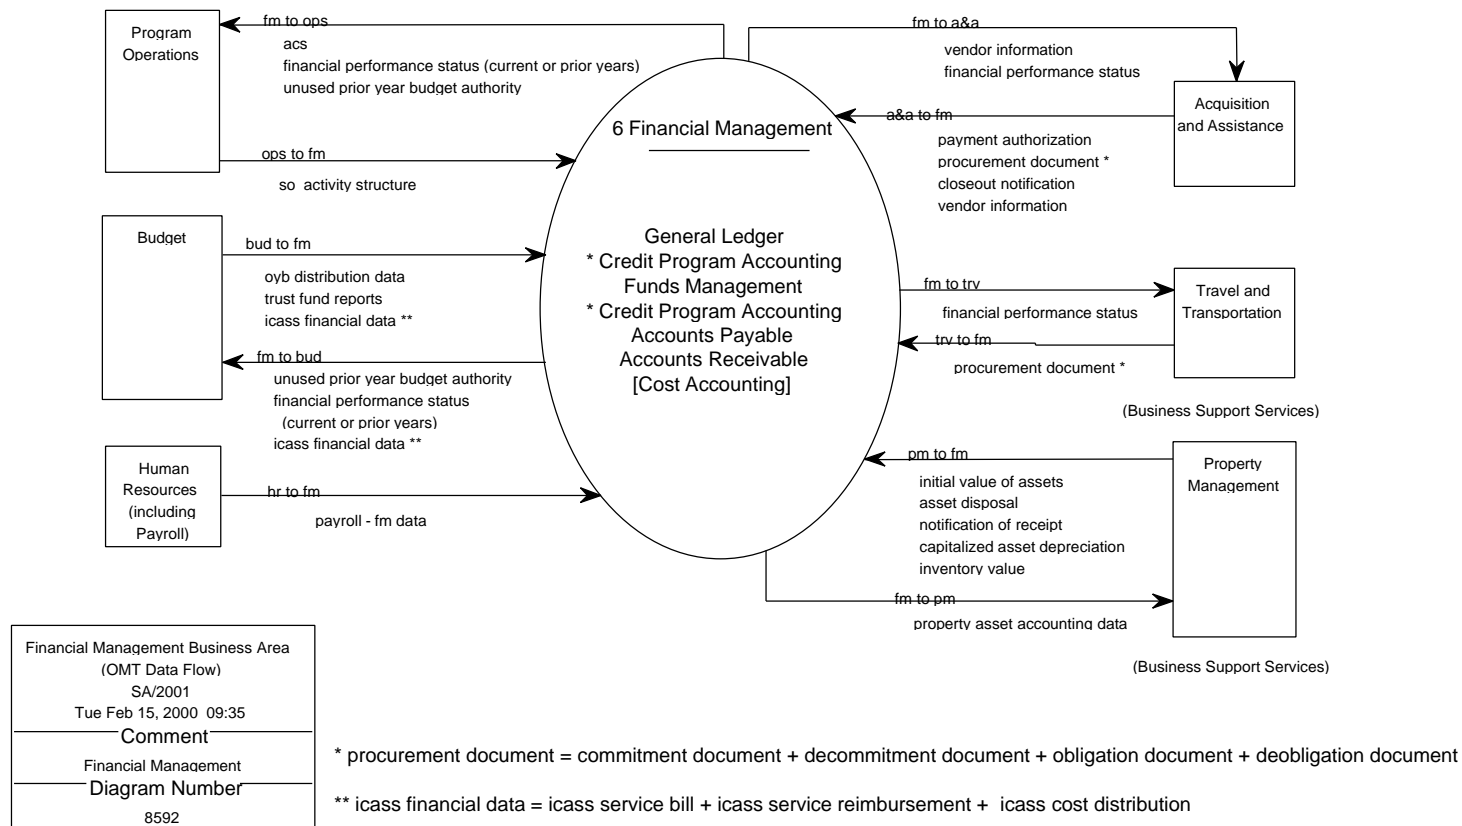 Program
Operations
fm to ops
acs
financial performance status (current or prior years)
unused prior year budget authority
ops to fm
so  activity structure
Budget
bud to fm
oyb distribution data
trust fund reports
icass financial data **
fm to bud
unused prior year budget authority
financial performance status
(current or prior years)
icass financial data **
Human
Resources
(including
Payroll)
hr to fm
payroll - fm data
6 Financial Management
General Ledger
* Credit Program Accounting
Funds Management
* Credit Program Accounting
Accounts Payable
Accounts Receivable
[Cost Accounting]
fm to a&a
vendor information
financial performance status
Acquisition
and Assistance
a&a to fm
payment authorization
procurement document *
closeout notification
vendor information
fm to trv
financial performance status
Travel and
Transportation
trv to fm
procurement document *
(Business Support Services)
pm to fm
initial value of assets
asset disposal
notification of receipt
capitalized asset depreciation
inventory value
Property
Management
fm to pm
property asset accounting data
(Business Support Services)
Financial Management Business Area
(OMT Data Flow)
SA/2001
Tue Feb 15, 2000  09:35
Comment
Financial Management
Diagram Number
8592
* procurement document = commitment document + decommitment document + obligation document + deobligation document
** icass financial data = icass service bill + icass service reimbursement +  icass cost distribution